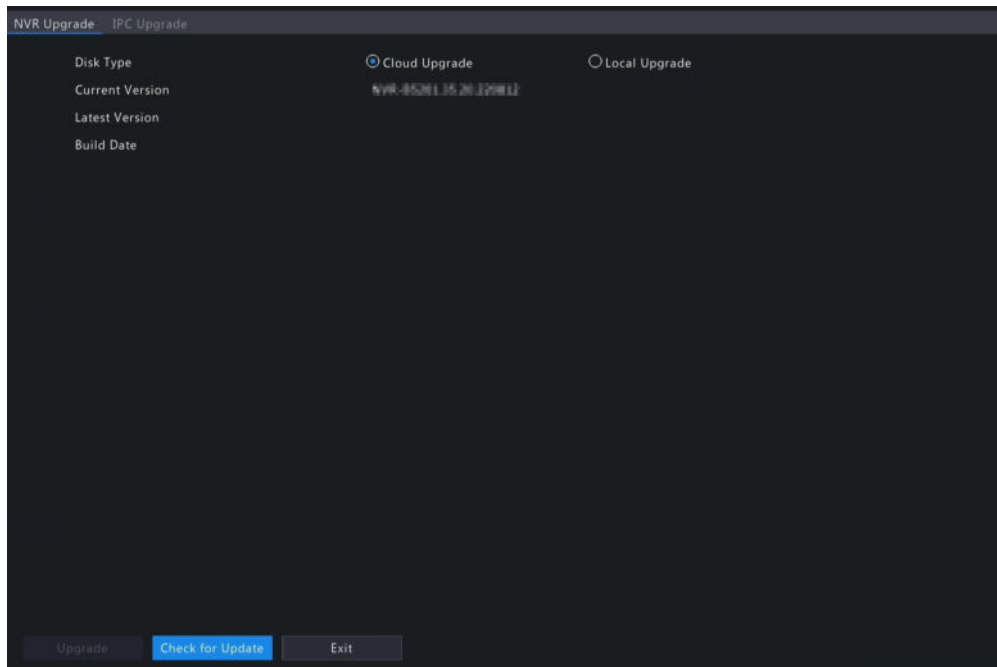 NVR Upgrade IPC Upgrade
Disk Type Cloud Upgrade Local Upgrade
Current Version
Latest Version
Build Date
Upgrade Check for Update Exit